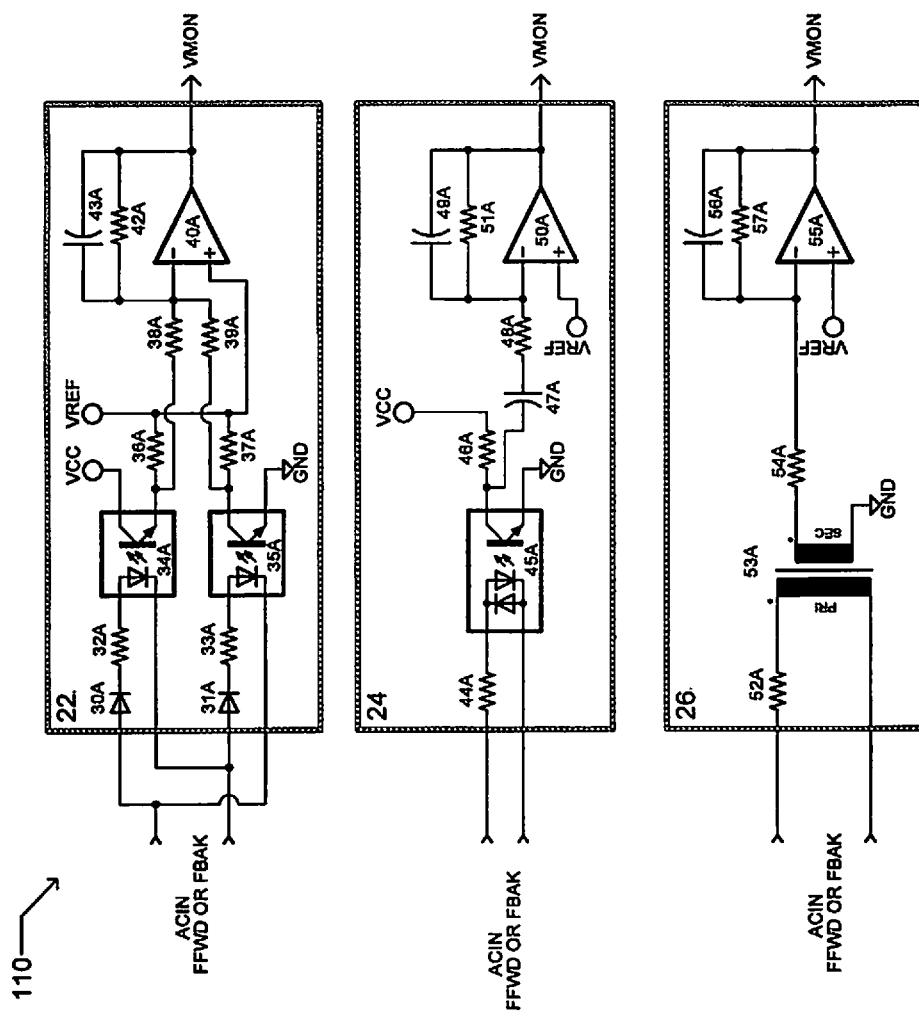 110
ACIN
FFWD OR FBAK
22
30A
32A
31A
33A
34A
35A
VCC
VREF
36A
37A
GND
38A
39A
43A
42A
40A
-
+
VMON
ACIN
FFWD OR FBAK
24
44A
45A
VCC
46A
GND
47A
48A
VREF
49A
51A
50A
-
+
VMON
ACIN
FFWD OR FBAK
26
52A
53A
PRI
SEC
GND
54A
VREF
56A
57A
55A
-
+
VMON